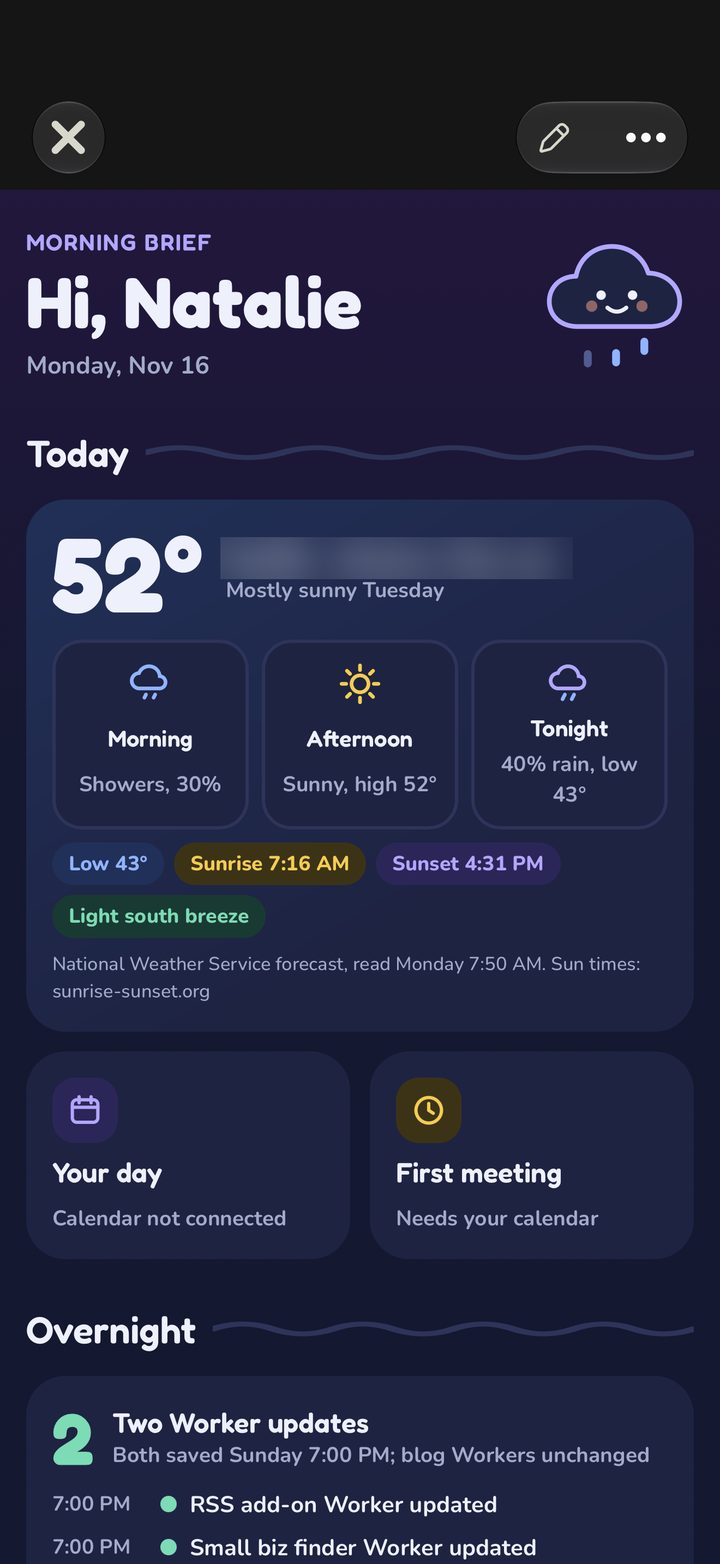 MORNING BRIEF
Hi, Natalie
Monday, Nov 16
Today
52°
Mostly sunny Tuesday
Morning
Showers, 30%
Afternoon
Sunny, high 52°
Tonight
40% rain, low
43°
Low 43°
Sunrise 7:16 AM
Sunset 4:31 PM
Light south breeze
National Weather Service forecast, read Monday 7:50 AM. Sun times:
sunrise-sunset.org
Your day
Calendar not connected
First meeting
Needs your calendar
Overnight
2
Two Worker updates
Both saved Sunday 7:00 PM; blog Workers unchanged
7:00 PM RSS add-on Worker updated
7:00 PM Small biz finder Worker updated